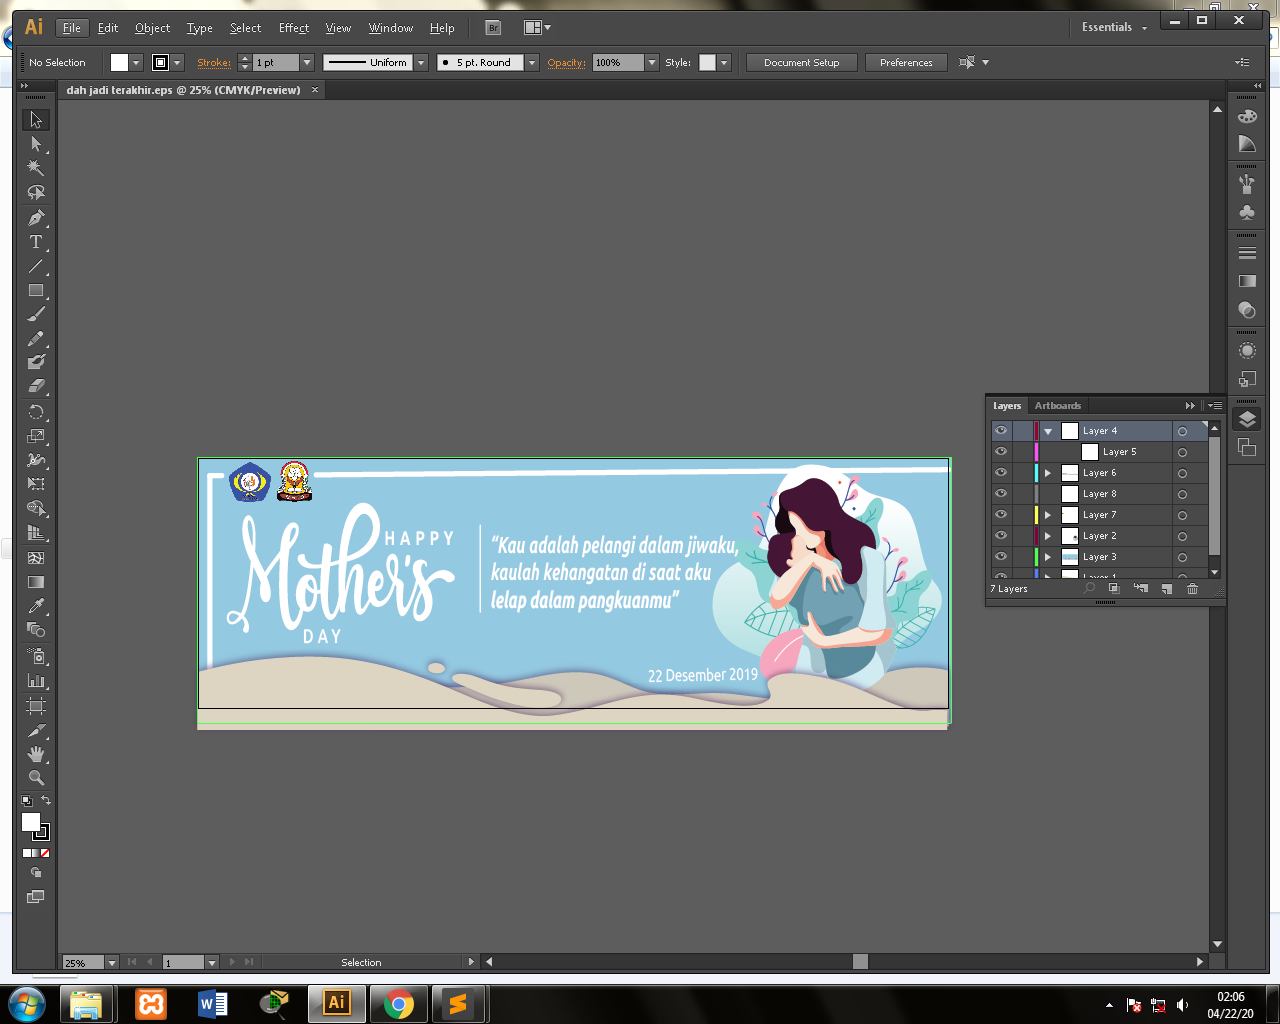 Ai File Edit Object Type Select Effect View Window Help Br Essentials
No Selection Stroke: 1 pt Uniform 5 pt. Round Opacity: 100% Style: Document Setup Preferences
dah jadi terakhir.eps @ 25% (CMYK/Preview)
Layers Artboards
Layer 4
Layer 5
Layer 6
Layer 8
Layer 7
Layer 2
Layer 3
Layer 1
7 Layers
HAPPY
Mother's
DAY
“Kau adalah pelangi dalam jiwaku,
kaulah kehangatan di saat aku
lelap dalam pangkuanmu”
22 Desember 2019
25% 1 Selection
Ai
02:06
04/22/20